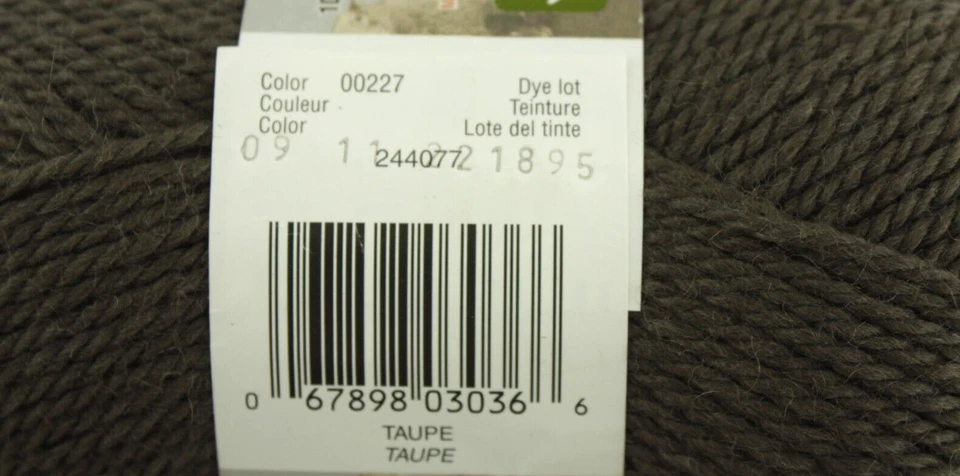 Color 00227 Dye lot
Couleur Teinture
Color Lote del tinte
09 11 221895
244077
0 67898 03036 6
TAUPE
TAUPE